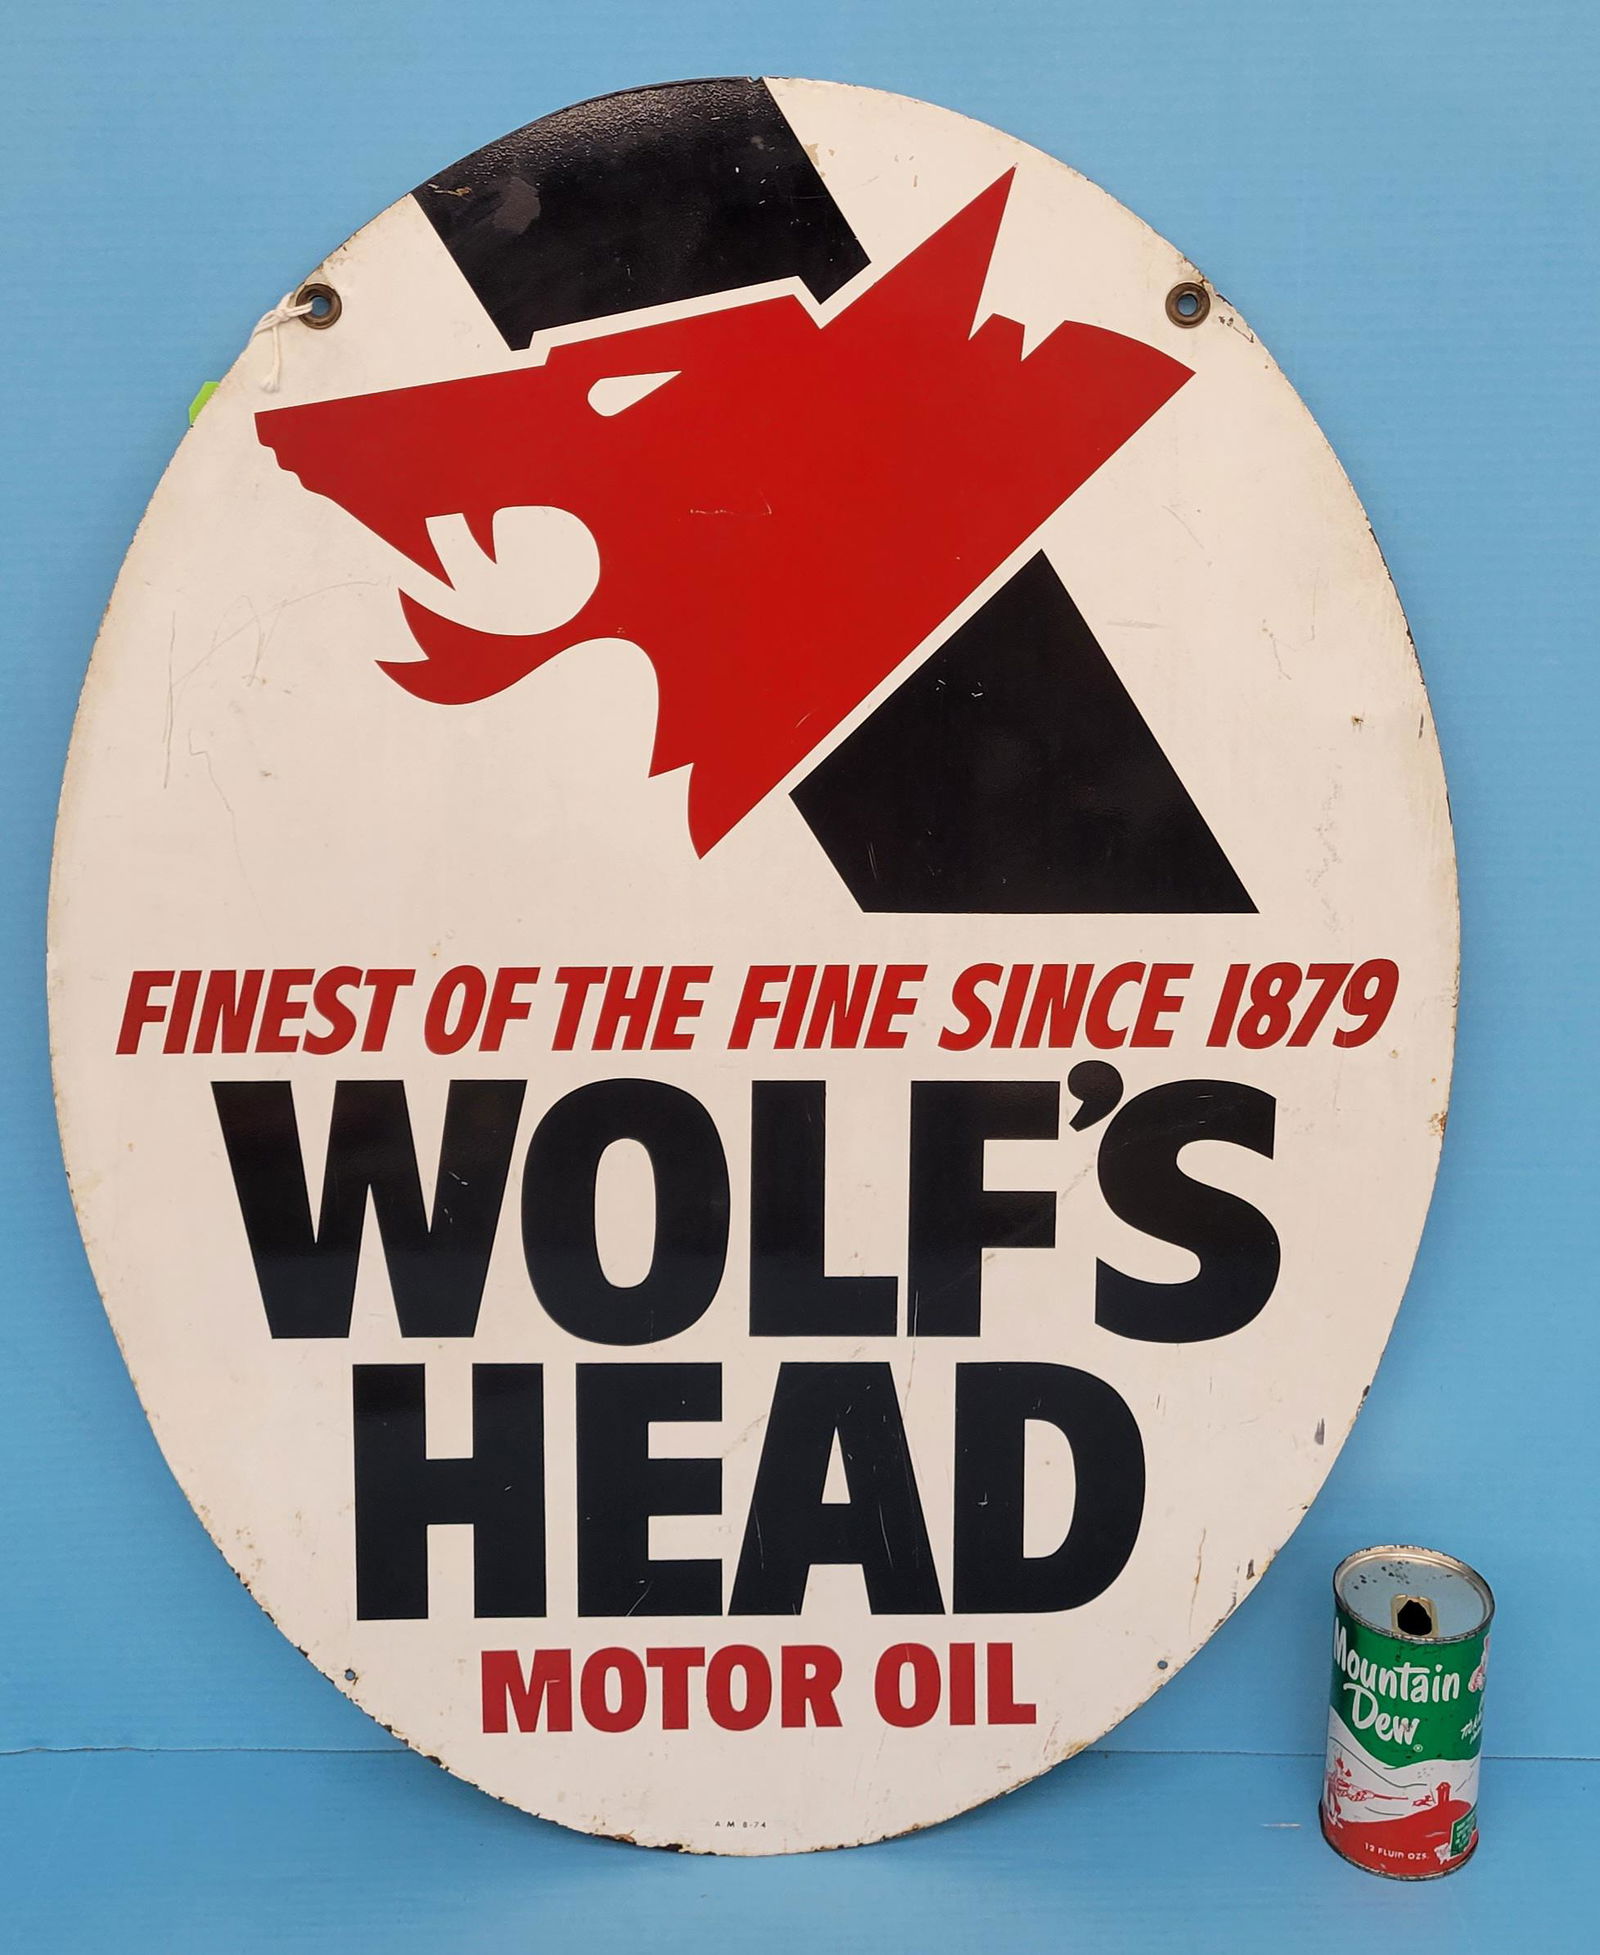 FINEST OF THE FINE SINCE 1879
WOLF'S
HEAD
MOTOR OIL
A M 8-74
Mountain
Dew®
12 FLUID OZS.